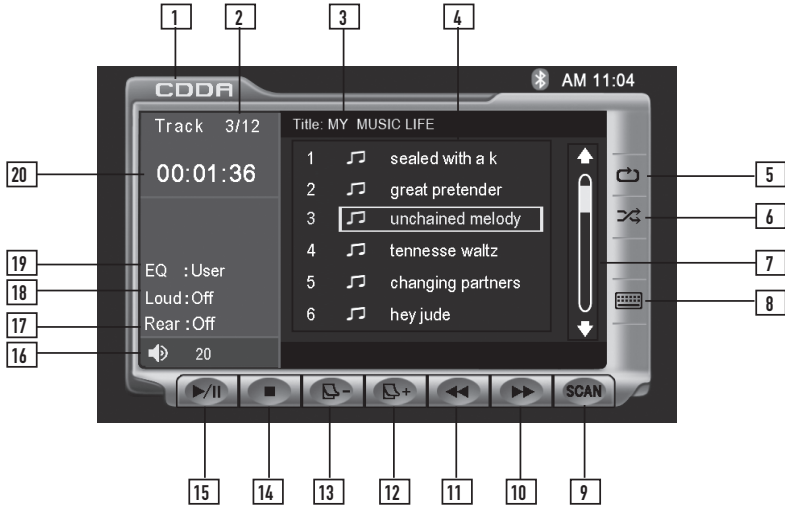 1 2 3 4
AM 11:04
CDDA
Track 3/12
Title: MY MUSIC LIFE
00:01:36
1 sealed with a k
2 great pretender
3 unchained melody
4 tennesse waltz
5 changing partners
6 hey jude
EQ :User
Loud:Off
Rear :Off
20
SCAN
5
6
7
8
20
19
18
17
16
15 14 13 12 11 10 9